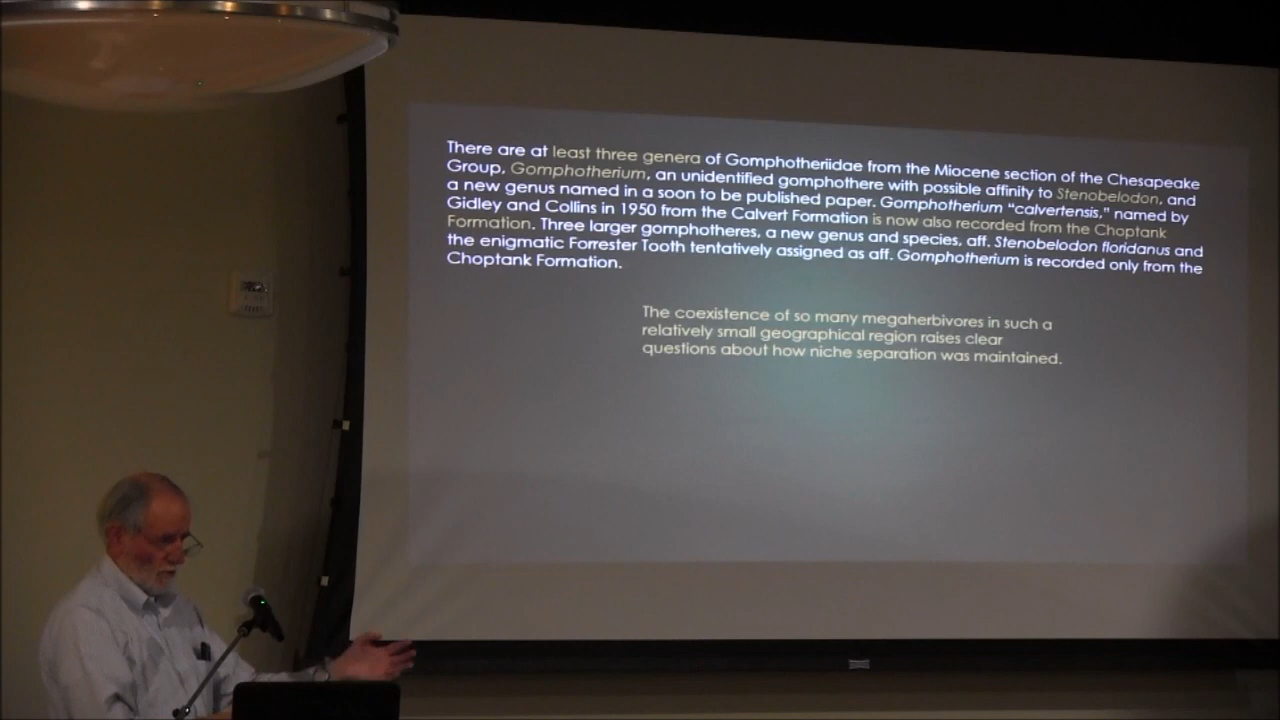 There are at least three genera of Gomphotheriidae from the Miocene section of the Chesapeake
Group, Gomphotherium, an unidentified gomphothere with possible affinity to Stenobelodon, and
a new genus named in a soon to be published paper. Gomphotherium “calvertensis,” named by
Gidley and Collins in 1950 from the Calvert Formation is now also recorded from the Choptank
Formation. Three larger gomphotheres, a new genus and species, aff. Stenobelodon floridanus and
the enigmatic Forrester Tooth tentatively assigned as aff. Gomphotherium is recorded only from the
Choptank Formation.
The coexistence of so many megaherbivores in such a
relatively small geographical region raises clear
questions about how niche separation was maintained.